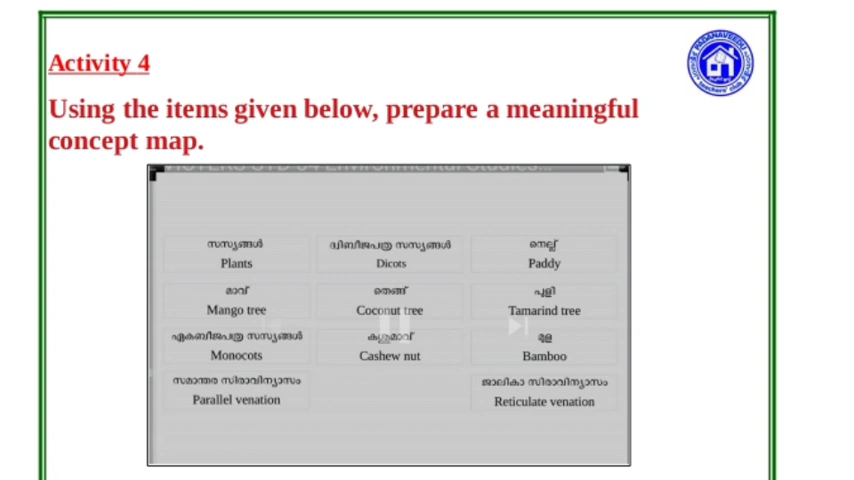 Activity 4
Using the items given below, prepare a meaningful
concept map.
സസ്യങ്ങൾ ദ്വിബീജപത്ര സസ്യങ്ങൾ നെല്ല്
Plants Dicots Paddy
മാവ് തെങ്ങ് പുളി
Mango tree Coconut tree Tamarind tree
ഏകബീജപത്ര സസ്യങ്ങൾ കശുമാവ് മുള
Monocots Cashew nut Bamboo
സമാന്തര സിരാവിന്യാസം ജാലികാ സിരാവിന്യാസം
Parallel venation Reticulate venation